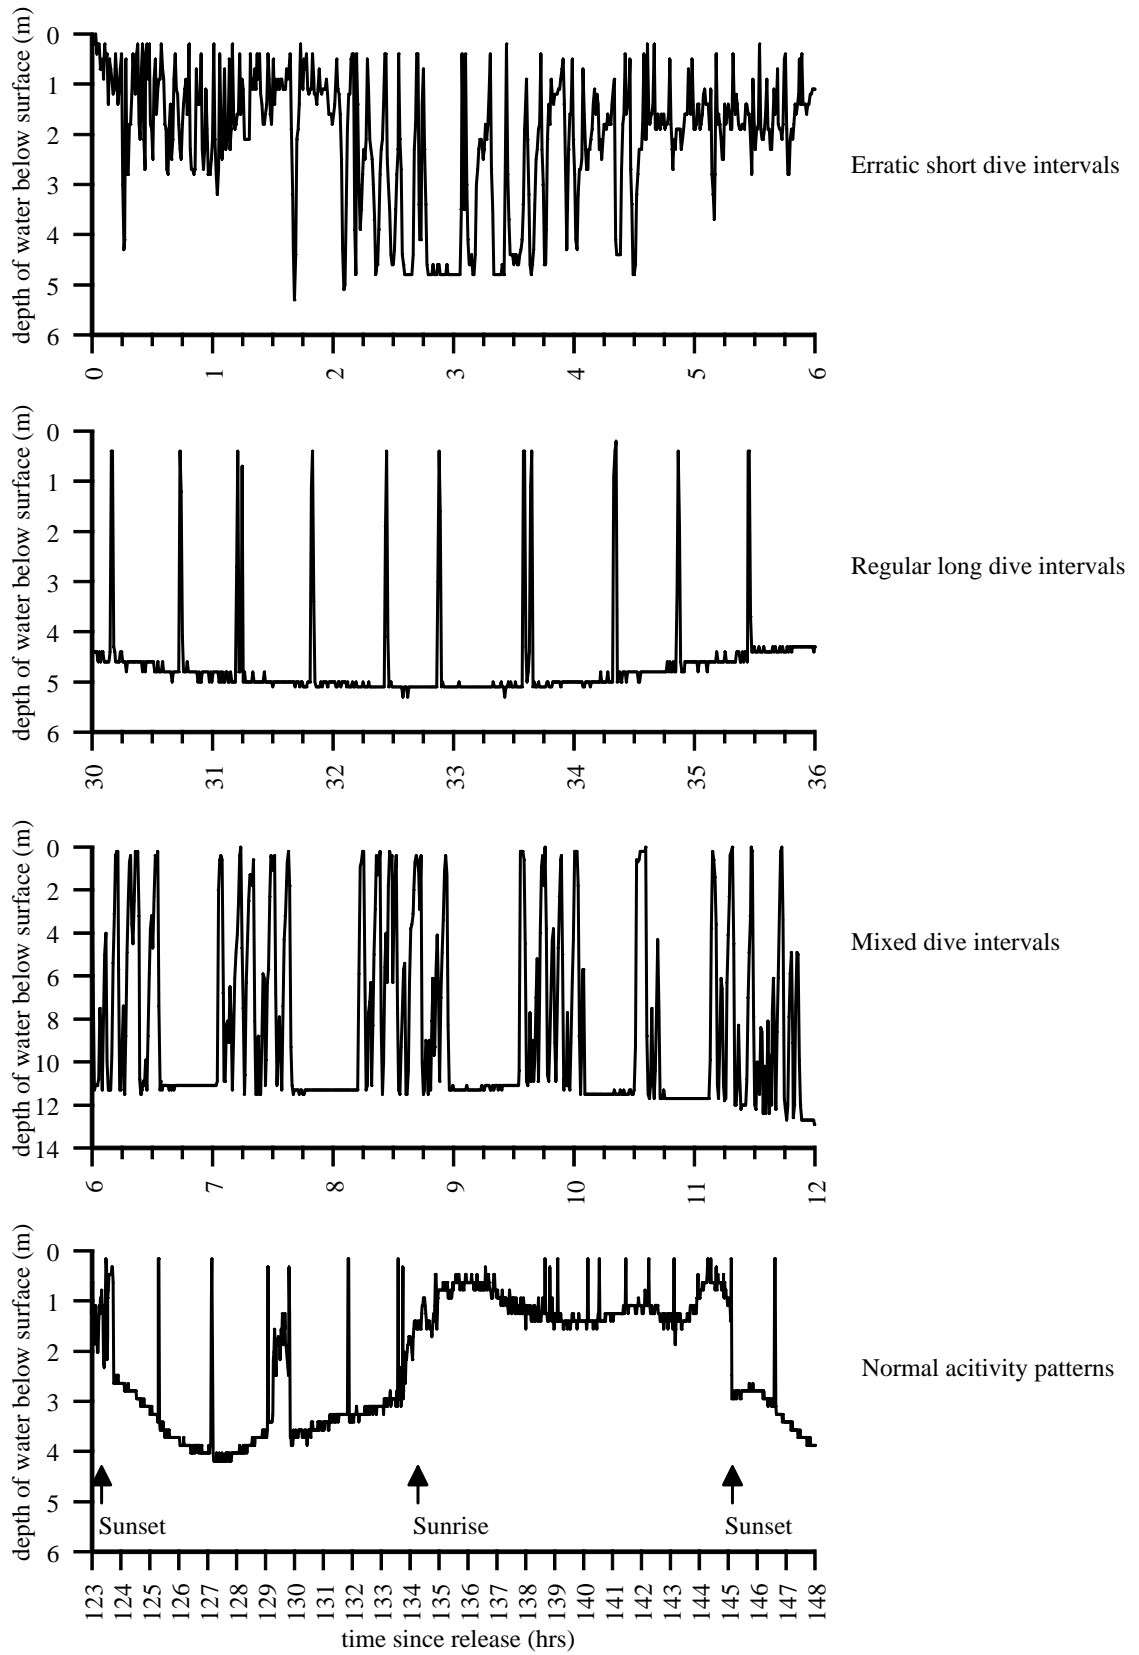 depth of water below surface (m)
0
1
2
3
4
5
6
0 1 2 3 4 5 6
Erratic short dive intervals
depth of water below surface (m)
0
1
2
3
4
5
6
30 31 32 33 34 35 36
Regular long dive intervals
depth of water below surface (m)
0
2
4
6
8
10
12
14
6 7 8 9 10 11 12
Mixed dive intervals
depth of water below surface (m)
0
1
2
3
4
5
6
Normal acitivity patterns
Sunset Sunrise Sunset
123 124 125 126 127 128 129 130 131 132 133 134 135 136 137 138 139 140 141 142 143 144 145 146 147 148
time since release (hrs)